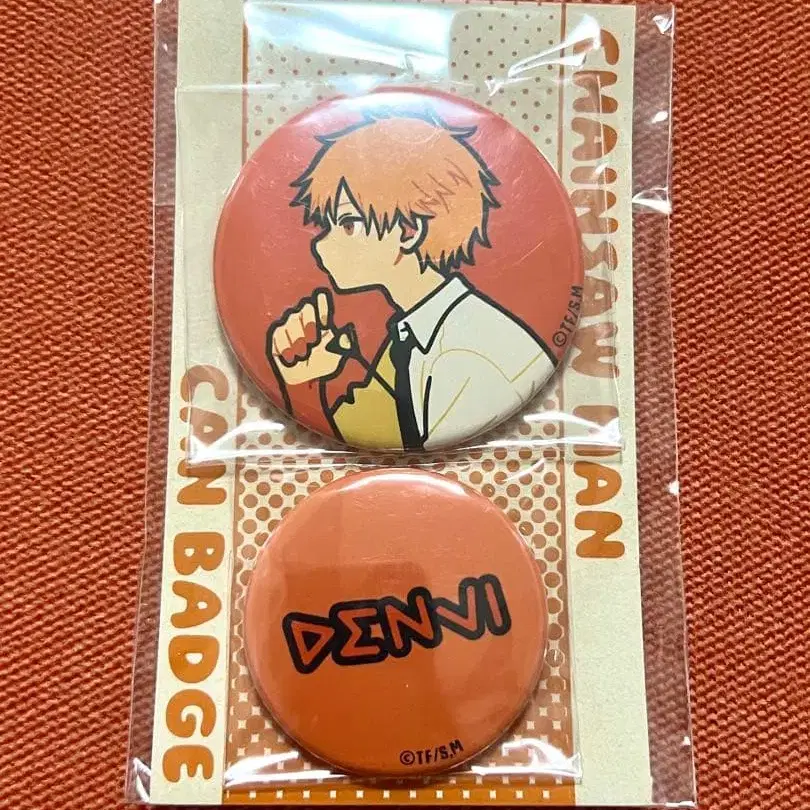 CHAINSAW MAN
©TF/S.M
CAN BADGE
DENJI
©TF/S.M